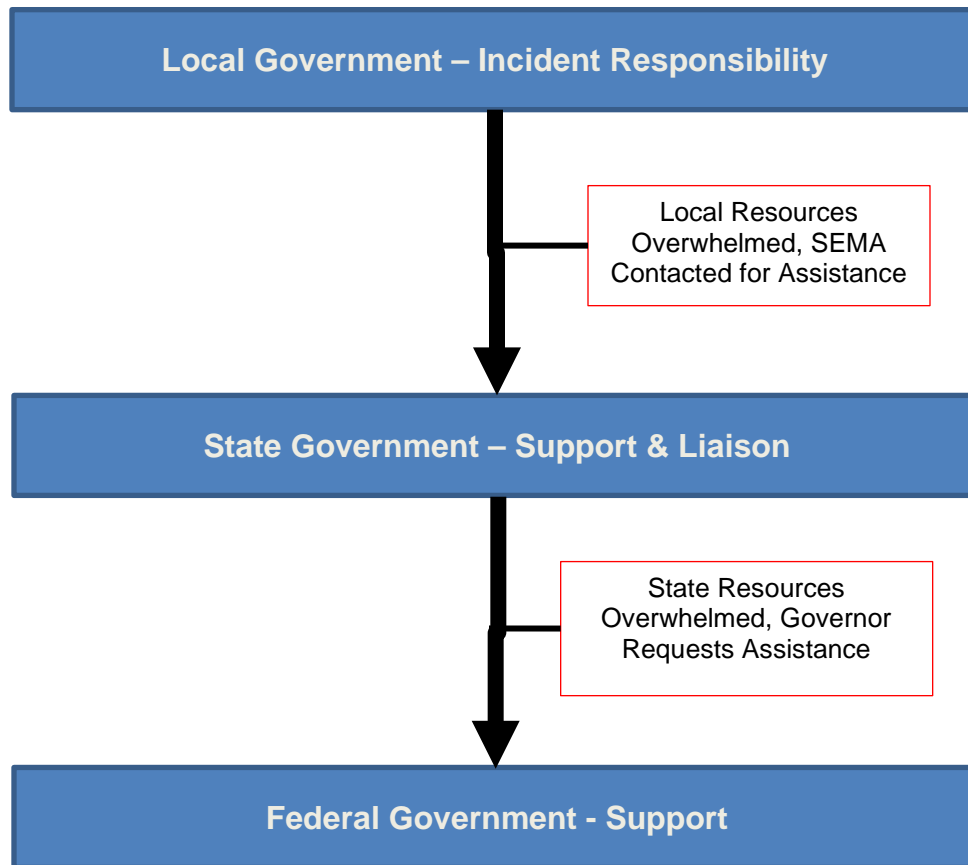 Local Government – Incident Responsibility
Local Resources
Overwhelmed, SEMA
Contacted for Assistance
State Government – Support & Liaison
State Resources
Overwhelmed, Governor
Requests Assistance
Federal Government - Support